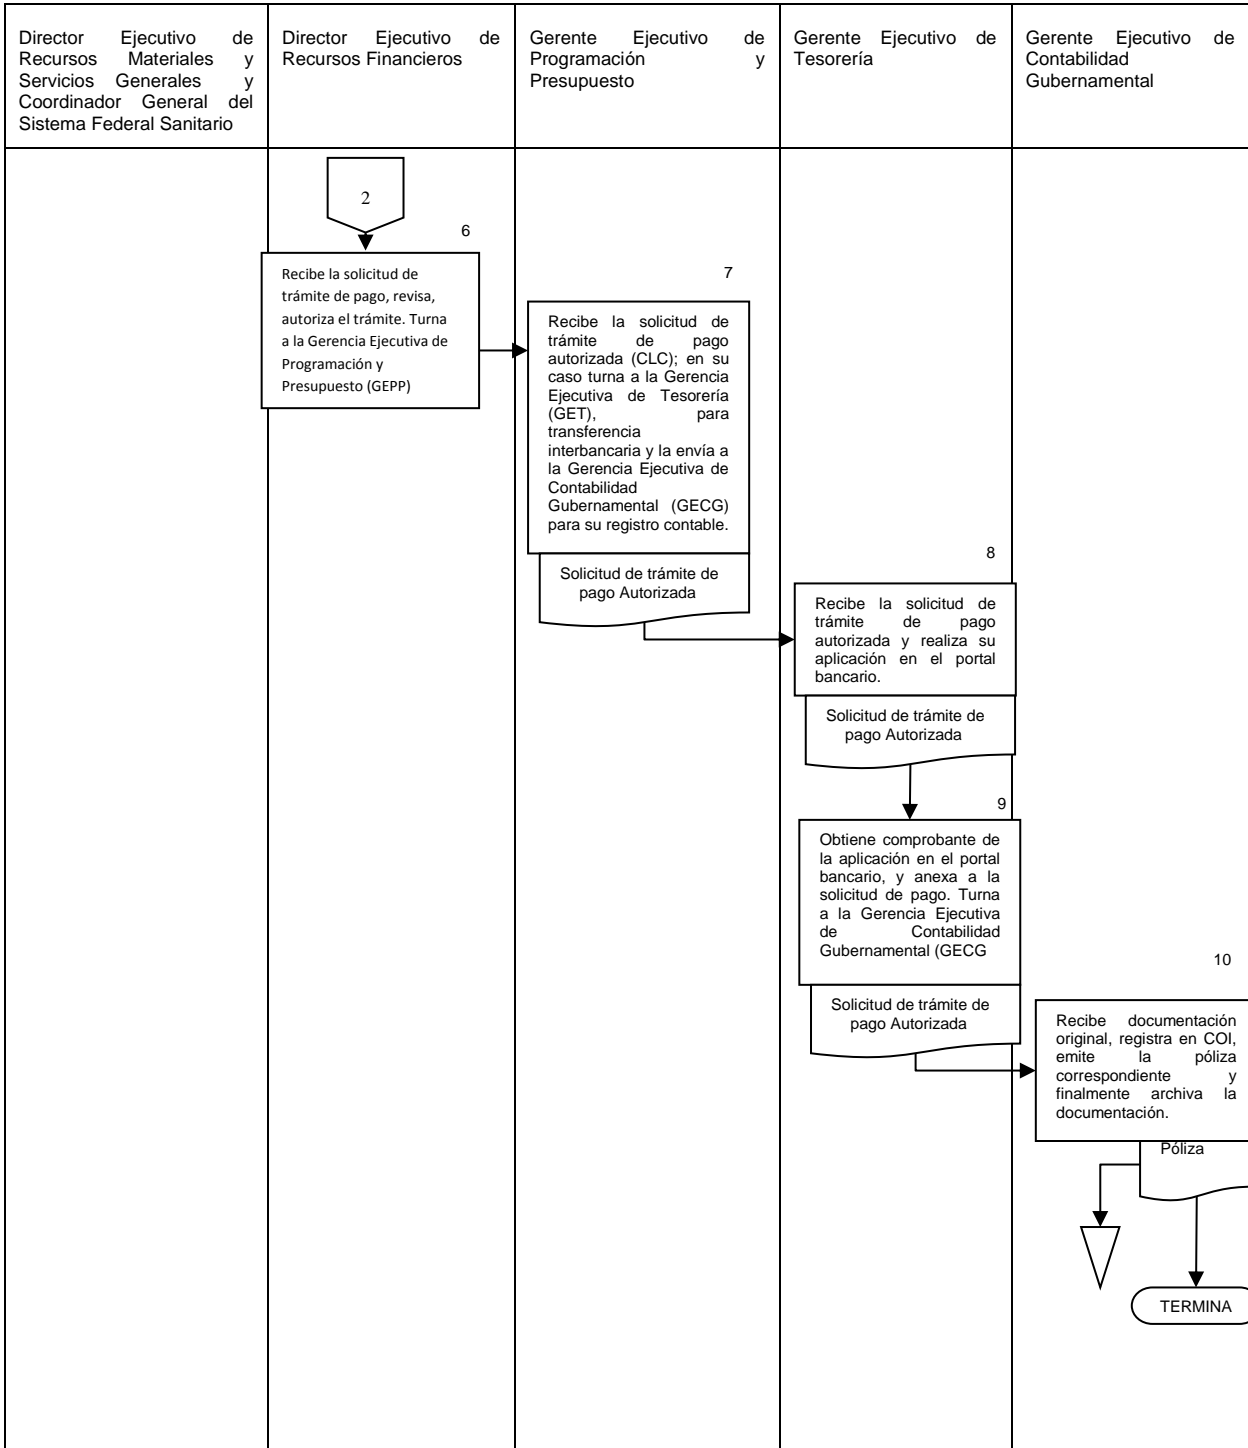 Director Ejecutivo de
Recursos Materiales y
Servicios Generales y
Coordinador General del
Sistema Federal Sanitario
Director Ejecutivo de
Recursos Financieros
Gerente Ejecutivo de
Programación y
Presupuesto
Gerente Ejecutivo de
Tesorería
Gerente Ejecutivo de
Contabilidad
Gubernamental
2
6
Recibe la solicitud de
trámite de pago, revisa,
autoriza el trámite. Turna
a la Gerencia Ejecutiva de
Programación y
Presupuesto (GEPP)
7
Recibe la solicitud de
trámite de pago
autorizada (CLC); en su
caso turna a la Gerencia
Ejecutiva de Tesorería
(GET), para
transferencia
interbancaria y la envía a
la Gerencia Ejecutiva de
Contabilidad
Gubernamental (GECG)
para su registro contable.
Solicitud de trámite de
pago Autorizada
8
Recibe la solicitud de
trámite de pago
autorizada y realiza su
aplicación en el portal
bancario.
Solicitud de trámite de
pago Autorizada
9
Obtiene comprobante de
la aplicación en el portal
bancario, y anexa a la
solicitud de pago. Turna
a la Gerencia Ejecutiva
de Contabilidad
Gubernamental (GECG
Solicitud de trámite de
pago Autorizada
10
Recibe documentación
original, registra en COI,
emite la póliza
correspondiente y
finalmente archiva la
documentación.
Póliza
TERMINA